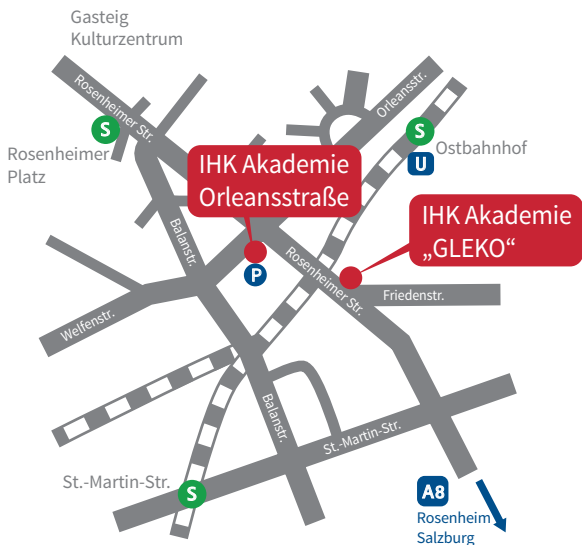 Gasteig
Kulturzentrum
Rosenheimer Str.
Orleansstr.
S
Rosenheimer
Platz
S
Ostbahnhof
U
IHK Akademie
Orleansstraße
IHK Akademie
„GLEKO“
Balanstr.
P
Rosenheimer Str.
Friedenstr.
Welfenstr.
Balanstr.
St.-Martin-Str.
St.-Martin-Str.
S
A8
Rosenheim
Salzburg